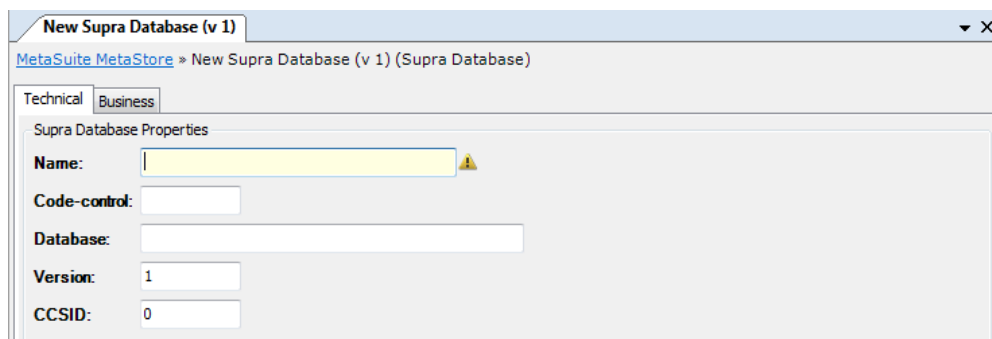 New Supra Database (v 1)
MetaSuite MetaStore » New Supra Database (v 1) (Supra Database)
Technical Business
Supra Database Properties
Name:
Code-control:
Database:
Version: 1
CCSID: 0